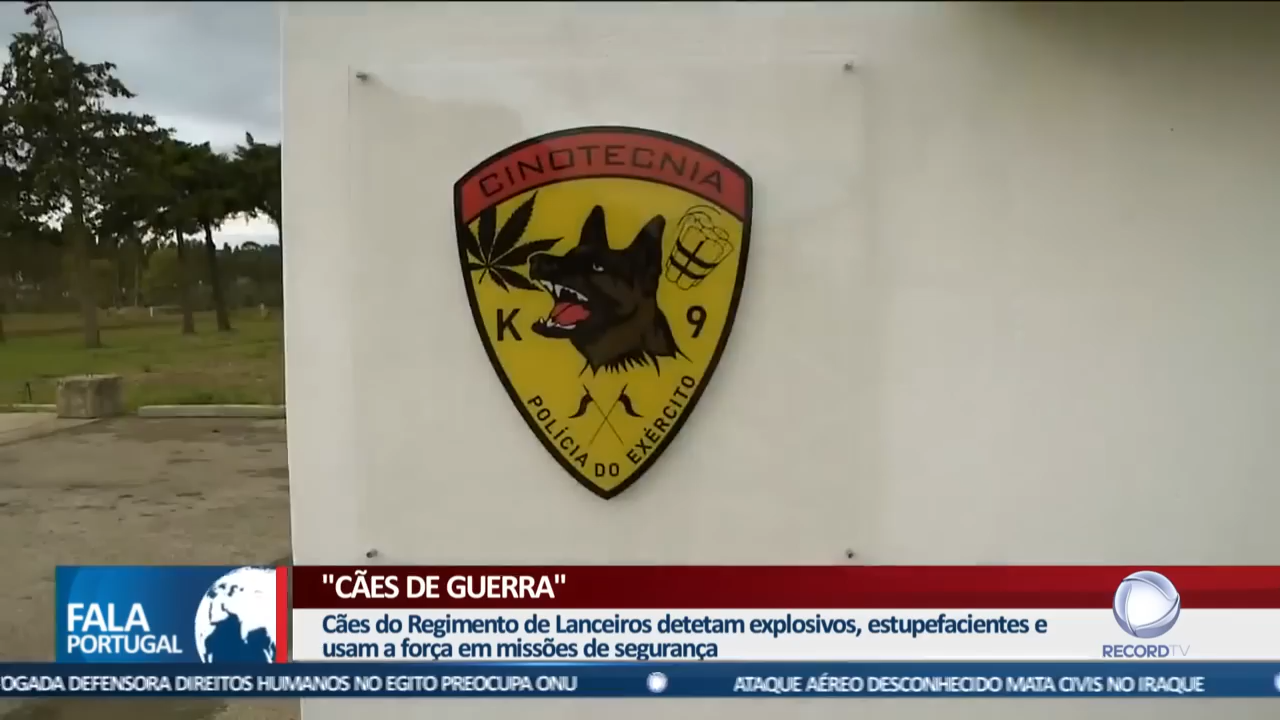 CINOTECNIA
K 9
POLÍCIA DO EXÉRCITO
"CÃES DE GUERRA"
FALA
PORTUGAL
Cães do Regimento de Lanceiros detetam explosivos, estupefacientes e
usam a força em missões de segurança
RECORDTV
OGADA DEFENSORA DIREITOS HUMANOS NO EGITO PREOCUPA ONU
ATAQUE AÉREO DESCONHECIDO MATA CIVIS NO IRAQUE